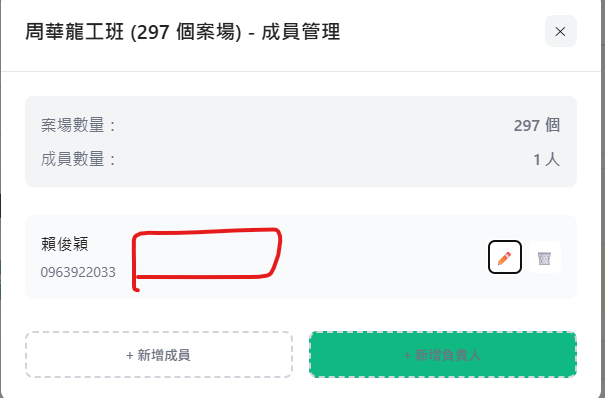 周華龍工班 (297 個案場) - 成員管理
案場數量：
297 個
成員數量：
1 人
賴俊穎
0963922033
+ 新增成員
+ 新增負責人